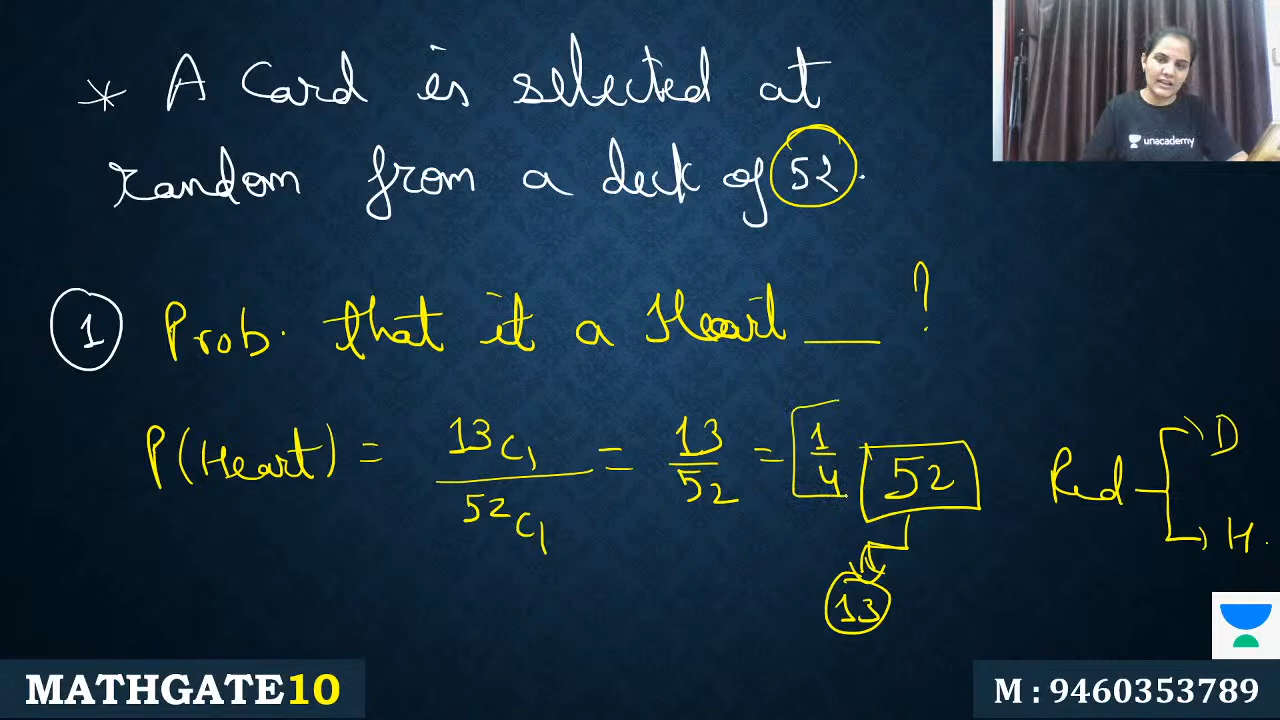 * A Card is selected at
random from a deck of 52.
unacademy
1 Prob. that it a Heart ___ ?
P(Heart) = 13C1 / 52C1 = 13/52 = 1/4
52
13
Red
D
H.
MATHGATE10
M : 9460353789